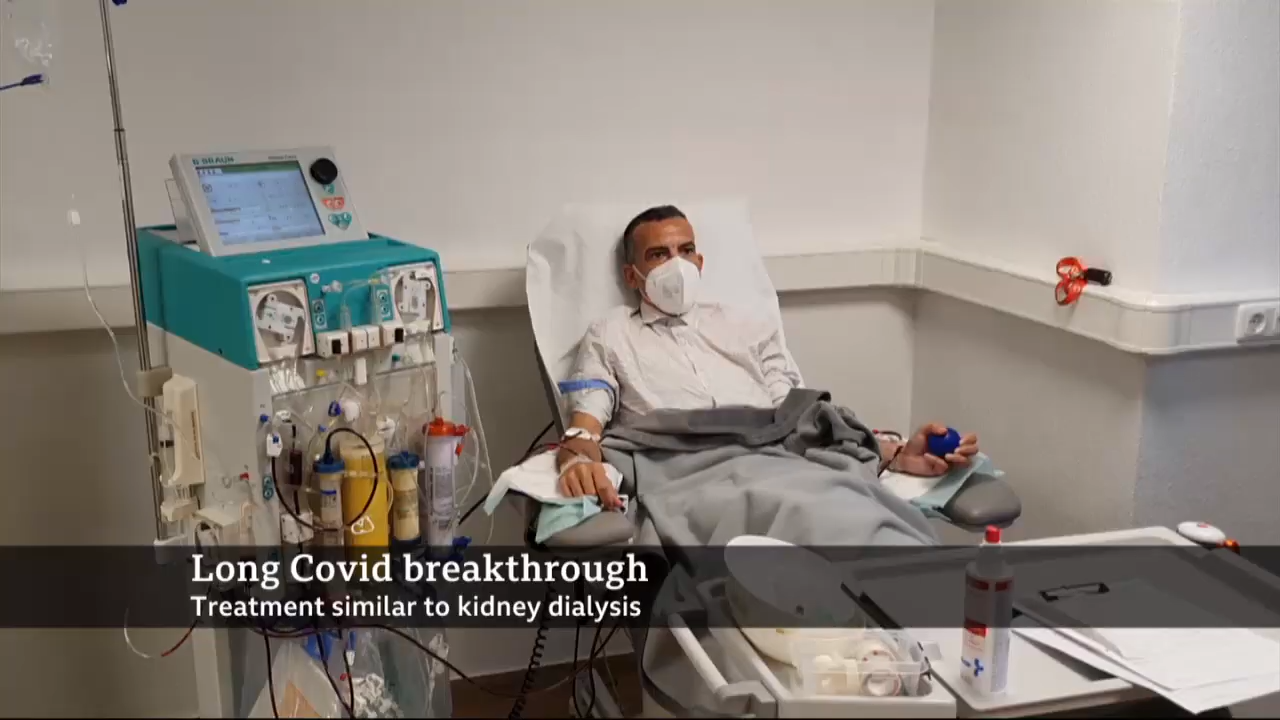 B BRAUN
Long Covid breakthrough
Treatment similar to kidney dialysis